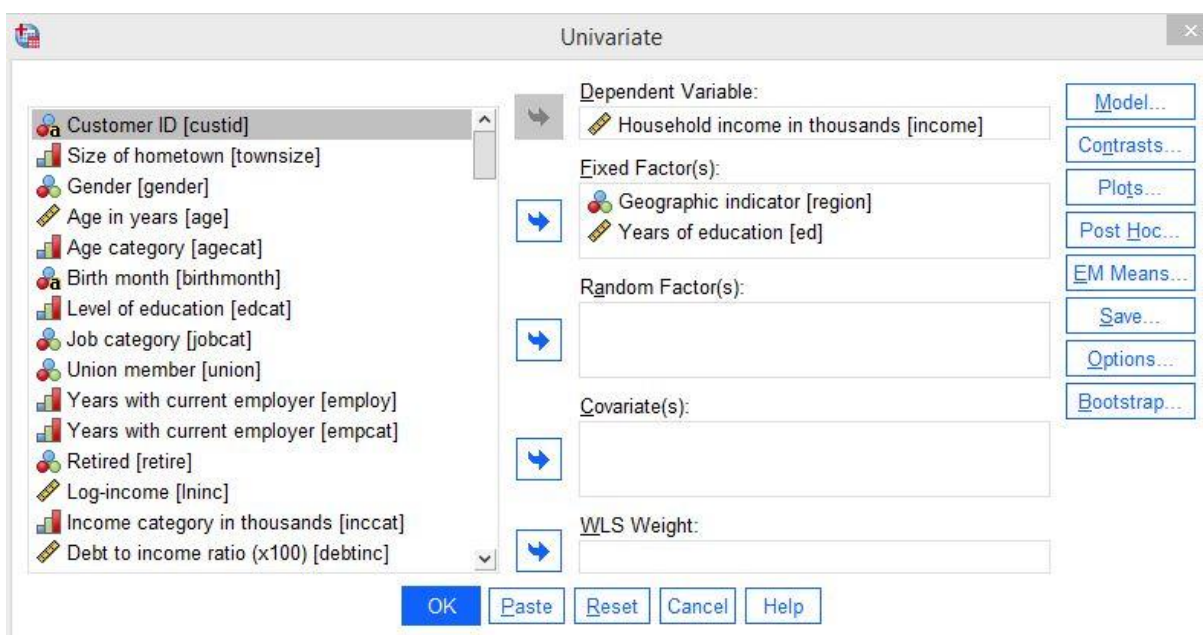 Univariate
Customer ID [custid]
Size of hometown [townsize]
Gender [gender]
Age in years [age]
Age category [agecat]
Birth month [birthmonth]
Level of education [edcat]
Job category [jobcat]
Union member [union]
Years with current employer [employ]
Years with current employer [empcat]
Retired [retire]
Log-income [lninc]
Income category in thousands [inccat]
Debt to income ratio (x100) [debtinc]
Dependent Variable:
Household income in thousands [income]
Fixed Factor(s):
Geographic indicator [region]
Years of education [ed]
Random Factor(s):
Covariate(s):
WLS Weight:
Model...
Contrasts...
Plots...
Post Hoc...
EM Means...
Save...
Options...
Bootstrap...
OK Paste Reset Cancel Help